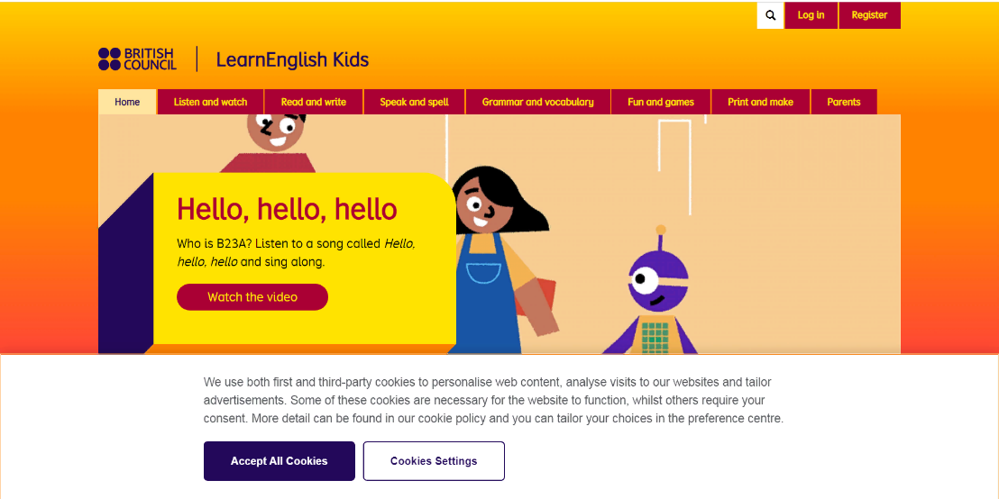 Log in
Register
BRITISH
COUNCIL
LearnEnglish Kids
Home
Listen and watch
Read and write
Speak and spell
Grammar and vocabulary
Fun and games
Print and make
Parents
Hello, hello, hello
Who is B23A? Listen to a song called Hello,
hello, hello and sing along.
Watch the video
We use both first and third-party cookies to personalise web content, analyse visits to our websites and tailor
advertisements. Some of these cookies are necessary for the website to function, whilst others require your
consent. More detail can be found in our cookie policy and you can tailor your choices in the preference centre.
Accept All Cookies
Cookies Settings